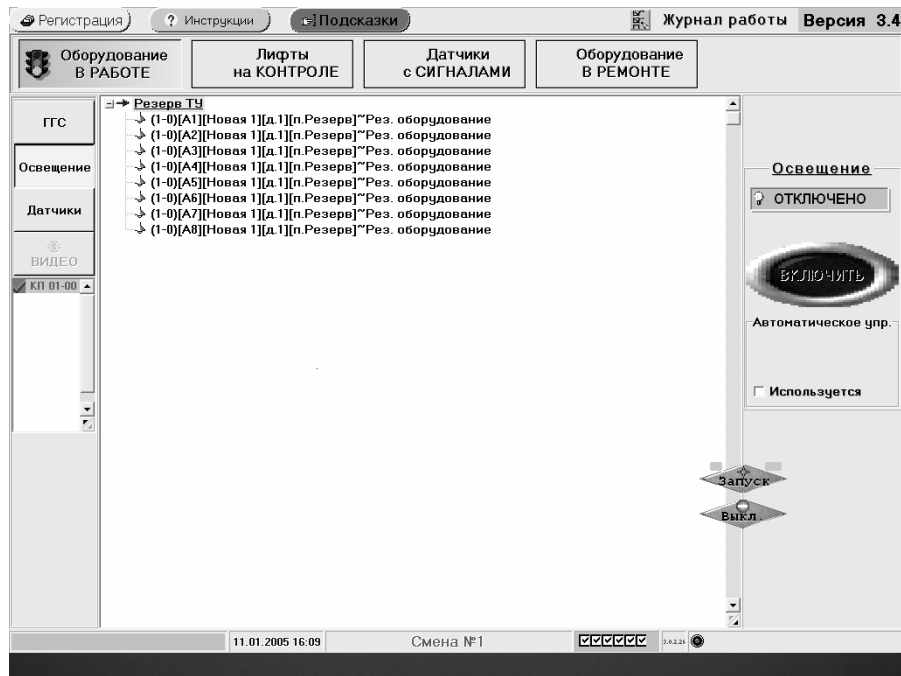 Регистрация
? Инструкции
Подсказки
Журнал работы
Версия 3.4
Оборудование
В РАБОТЕ
Лифты
на КОНТРОЛЕ
Датчики
с СИГНАЛАМИ
Оборудование
В РЕМОНТЕ
ГГС
Освещение
Датчики
ВИДЕО
КП 01-00
Резерв ТУ
(1-0)[A1][Новая 1][д.1][п.Резерв]~Рез. оборудование
(1-0)[A2][Новая 1][д.1][п.Резерв]~Рез. оборудование
(1-0)[A3][Новая 1][д.1][п.Резерв]~Рез. оборудование
(1-0)[A4][Новая 1][д.1][п.Резерв]~Рез. оборудование
(1-0)[A5][Новая 1][д.1][п.Резерв]~Рез. оборудование
(1-0)[A6][Новая 1][д.1][п.Резерв]~Рез. оборудование
(1-0)[A7][Новая 1][д.1][п.Резерв]~Рез. оборудование
(1-0)[A8][Новая 1][д.1][п.Резерв]~Рез. оборудование
Освещение
ОТКЛЮЧЕНО
ВКЛЮЧИТЬ
Автоматическое упр.
Используется
Запуск
Выкл.
11.01.2005 16:09
Смена №1
3.0.2.26